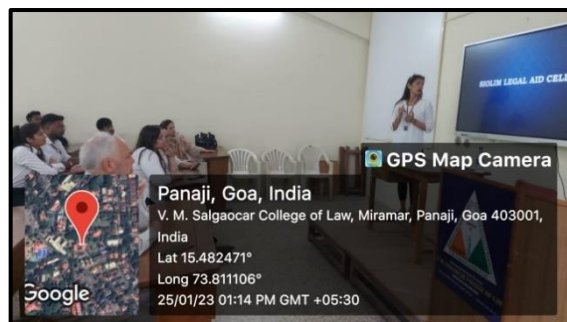 SIOLIM LEGAL AID CELL
GPS Map Camera
Panaji, Goa, India
V. M. Salgaocar College of Law, Miramar, Panaji, Goa 403001,
India
Lat 15.482471°
Long 73.811106°
25/01/23 01:14 PM GMT +05:30
Google